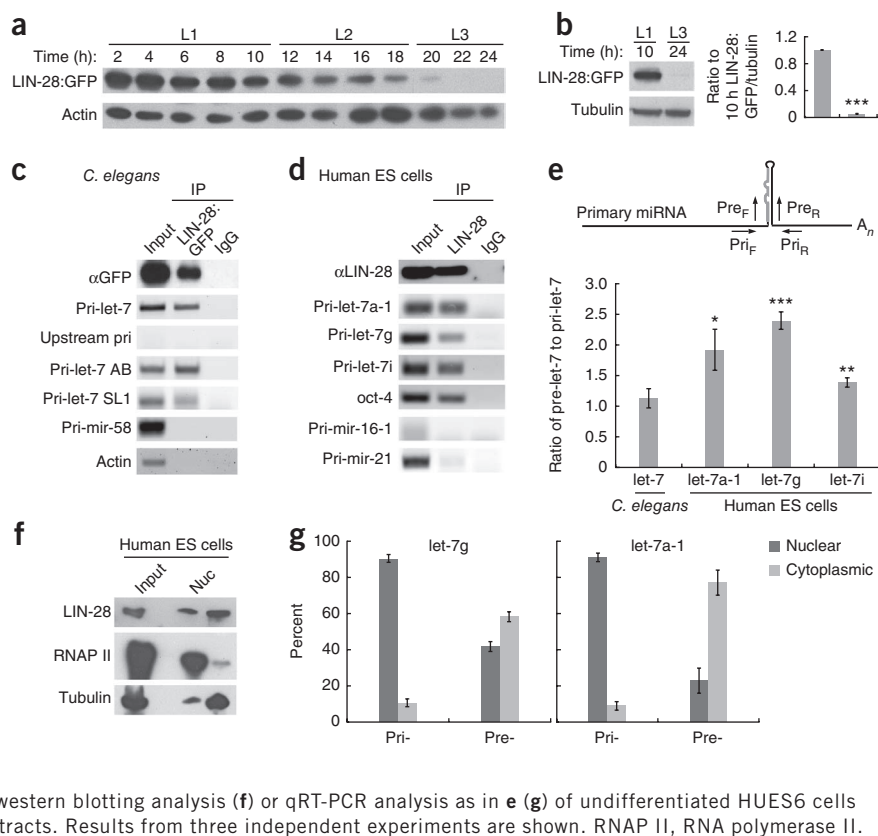 a
L1 L2 L3
Time (h): 2 4 6 8 10 12 14 16 18 20 22 24
LIN-28:GFP
Actin
b
L1 L3
Time (h): 10 24
LIN-28:GFP
Tubulin
Ratio to
10 h LIN-28:
GFP/tubulin
1.2
0.8
0.4
0
***
c
C. elegans
IP
Input
LIN-28:
GFP
IgG
αGFP
Pri-let-7
Upstream pri
Pri-let-7 AB
Pri-let-7 SL1
Pri-mir-58
Actin
d
Human ES cells
IP
Input
LIN-28
IgG
αLIN-28
Pri-let-7a-1
Pri-let-7g
Pri-let-7i
oct-4
Pri-mir-16-1
Pri-mir-21
e
Primary miRNA
PreF
PreR
PriF
PriR
An
Ratio of pre-let-7 to pri-let-7
3.0
2.5
2.0
1.5
1.0
0.5
0
*
***
**
let-7 let-7a-1 let-7g let-7i
C. elegans Human ES cells
f
Human ES cells
Input
Nuc
LIN-28
RNAP II
Tubulin
g
Percent
100
80
60
40
20
0
let-7g let-7a-1
Nuclear
Cytoplasmic
Pri- Pre- Pri- Pre-
western blotting analysis (f) or qRT-PCR analysis as in e (g) of undifferentiated HUES6 cells
tracts. Results from three independent experiments are shown. RNAP II, RNA polymerase II.